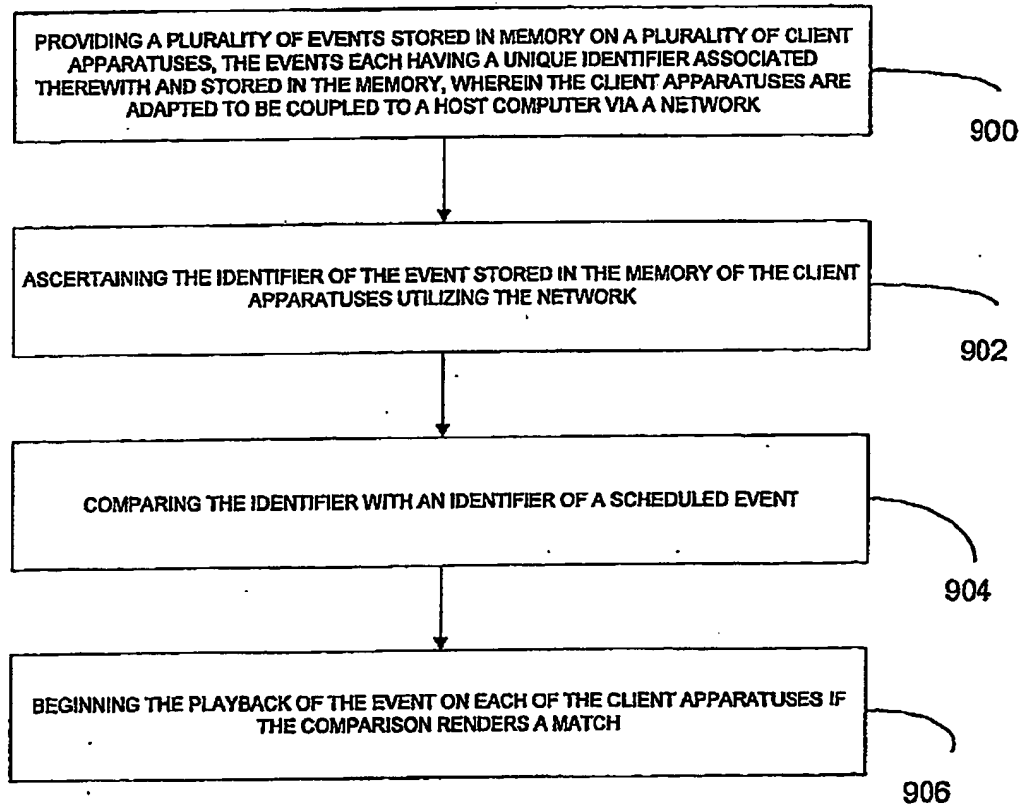 PROVIDING A PLURALITY OF EVENTS STORED IN MEMORY ON A PLURALITY OF CLIENT
APPARATUSES, THE EVENTS EACH HAVING A UNIQUE IDENTIFIER ASSOCIATED
THEREWITH AND STORED IN THE MEMORY, WHEREIN THE CLIENT APPARATUSES ARE
ADAPTED TO BE COUPLED TO A HOST COMPUTER VIA A NETWORK
900
ASCERTAINING THE IDENTIFIER OF THE EVENT STORED IN THE MEMORY OF THE CLIENT
APPARATUSES UTILIZING THE NETWORK
902
COMPARING THE IDENTIFIER WITH AN IDENTIFIER OF A SCHEDULED EVENT
904
BEGINNING THE PLAYBACK OF THE EVENT ON EACH OF THE CLIENT APPARATUSES IF
THE COMPARISON RENDERS A MATCH
906